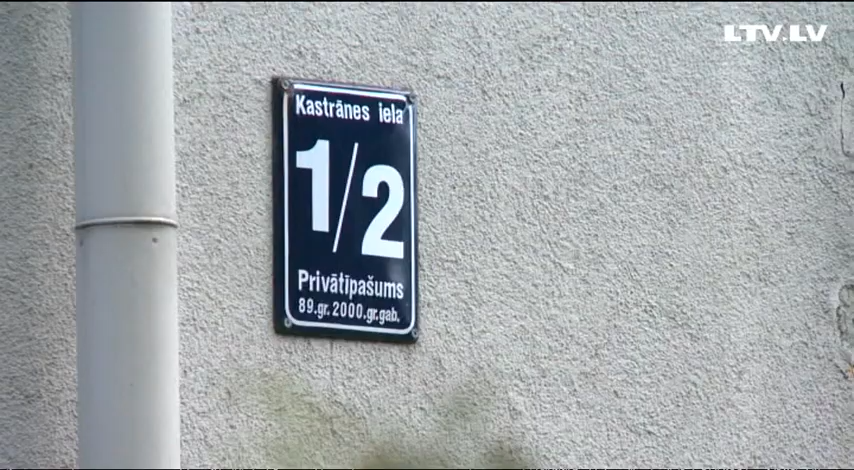 LTV.LV
Kastrānes iela
1/2
Privātīpašums
89.gr. 2000.gr.gab.